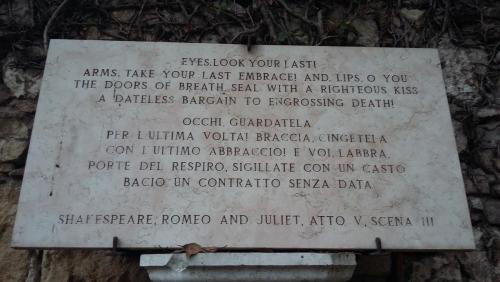 EYES, LOOK YOUR LAST!
ARMS, TAKE YOUR LAST EMBRACE! AND, LIPS, O YOU
THE DOORS OF BREATH, SEAL WITH A RIGHTEOUS KISS
A DATELESS BARGAIN TO ENGROSSING DEATH!
OCCHI, GUARDATELA
PER L'ULTIMA VOLTA! BRACCIA, CINGETELA
CON L'ULTIMO ABBRACCIO! E VOI, LABBRA,
PORTE DEL RESPIRO, SIGILLATE CON UN CASTO
BACIO UN CONTRATTO SENZA DATA
SHAKESPEARE, ROMEO AND JULIET, ATTO V, SCENA III